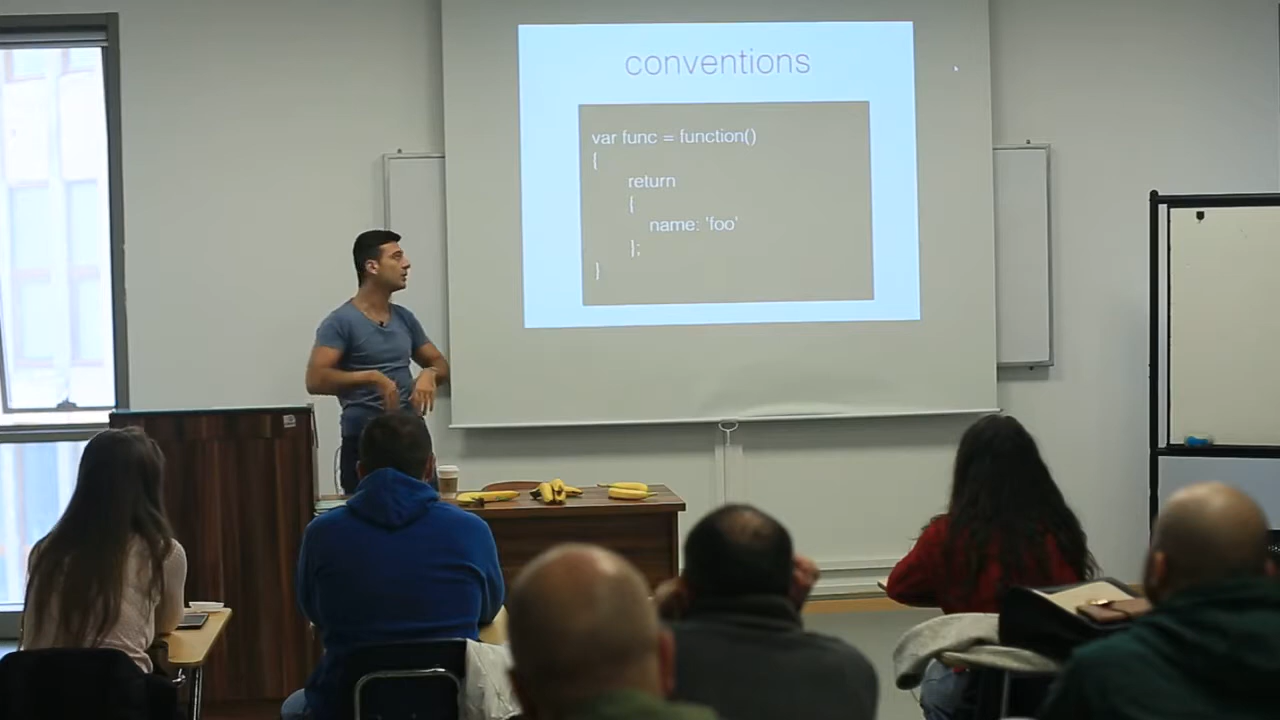 conventions
var func = function()
{
return
{
name: 'foo'
};
}